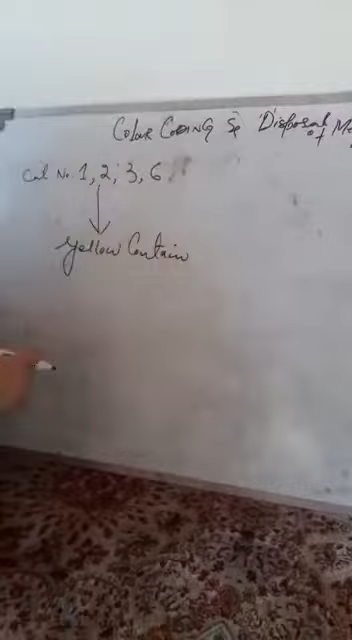 Colour Coding & Disposal
of
Cat No. 1, 2, 3, 6
Yellow Contain